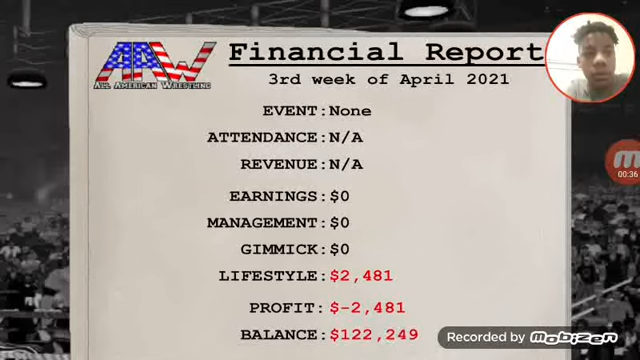 AAW
ALL AMERICAN WRESTLING
Financial Report
3rd week of April 2021
EVENT: None
ATTENDANCE: N/A
REVENUE: N/A
EARNINGS: $0
MANAGEMENT: $0
GIMMICK: $0
LIFESTYLE: $2,481
PROFIT: $-2,481
BALANCE: $122,249
00:36
Recorded by Mobizen